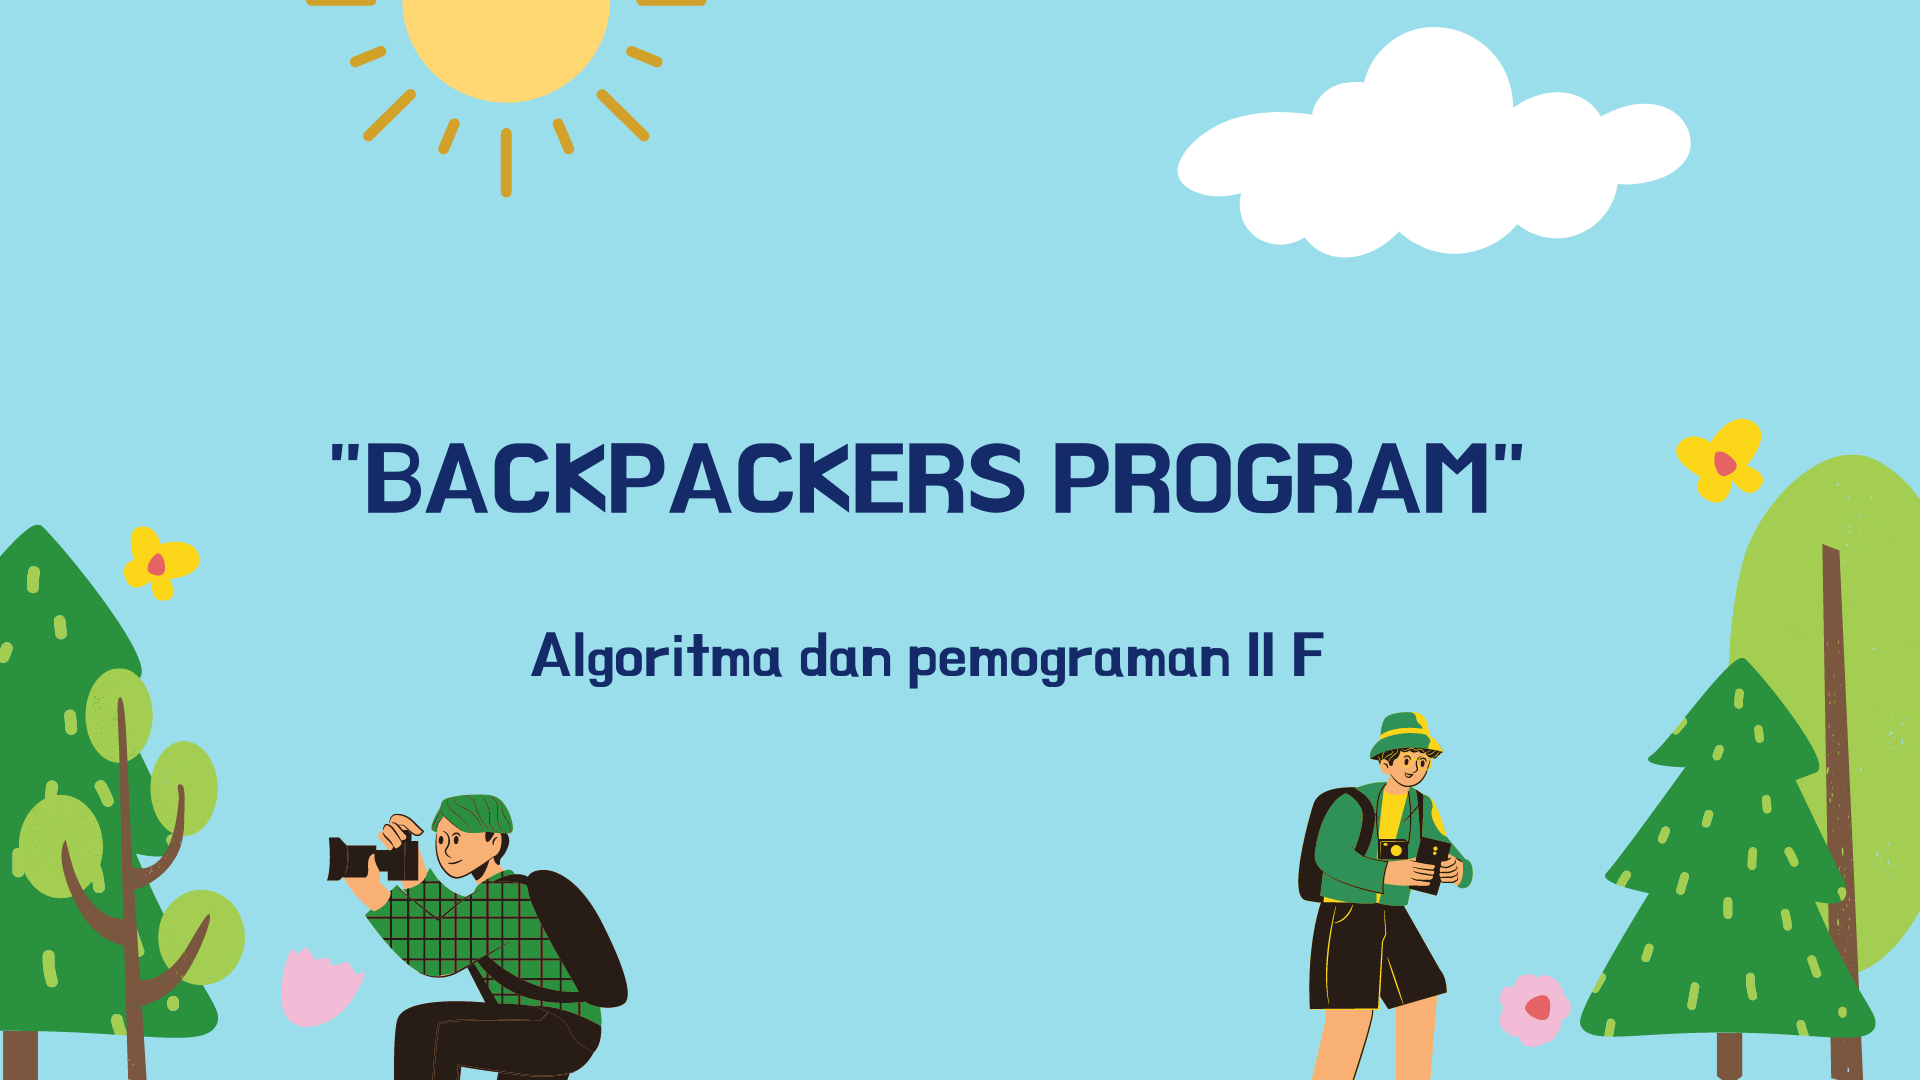 "BACKPACKERS PROGRAM"
Algoritma dan pemograman II F